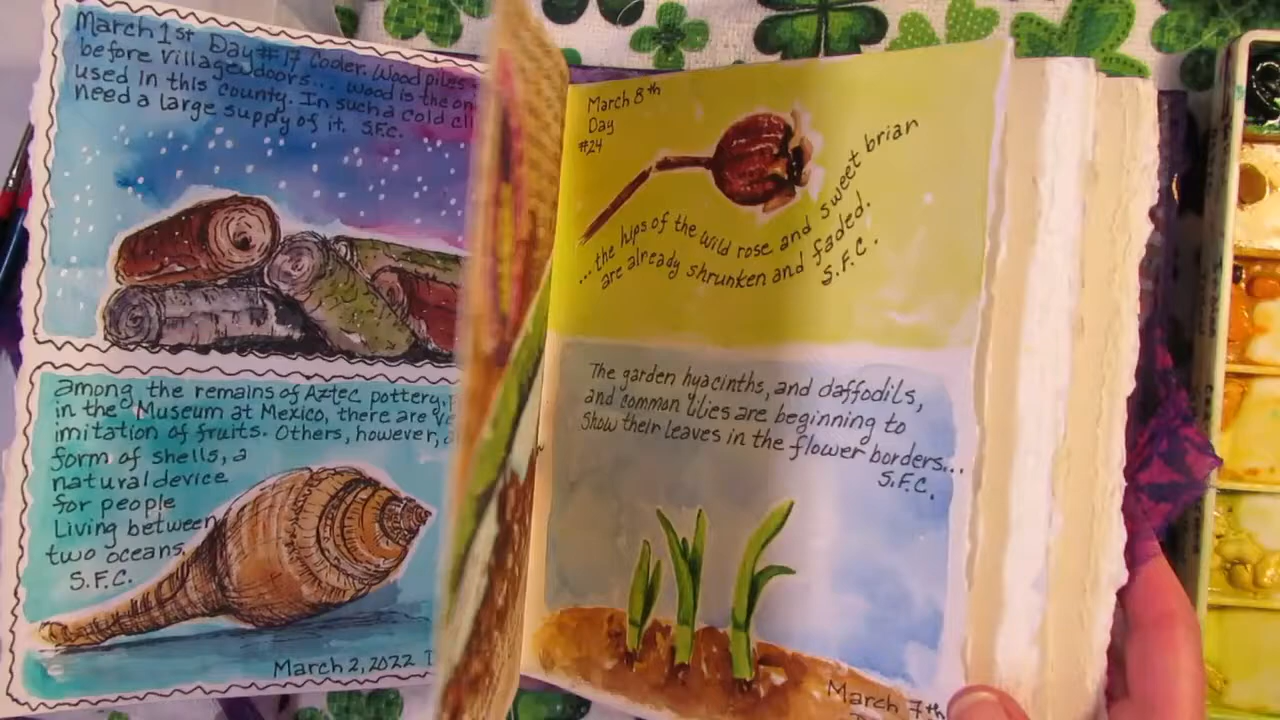 March 1st Day #17 Cooler. Wood piles
before village doors... wood is the
used in this county. In such a cold
need a large supply of it. S.F.C.
among the remains of Aztec pottery,
in the Museum at Mexico, there are
imitation of fruits. Others, however,
form of shells, a
natural device
for people
Living between
two oceans.
S.F.C.
March 2, 2022
March 8th
Day
#24
...the hips of the wild rose and sweet brian
are already shrunken and faded.
S.F.C.
The garden hyacinths, and daffodils,
and common lilies are beginning to
show their leaves in the flower borders...
S.F.C.
March 7th